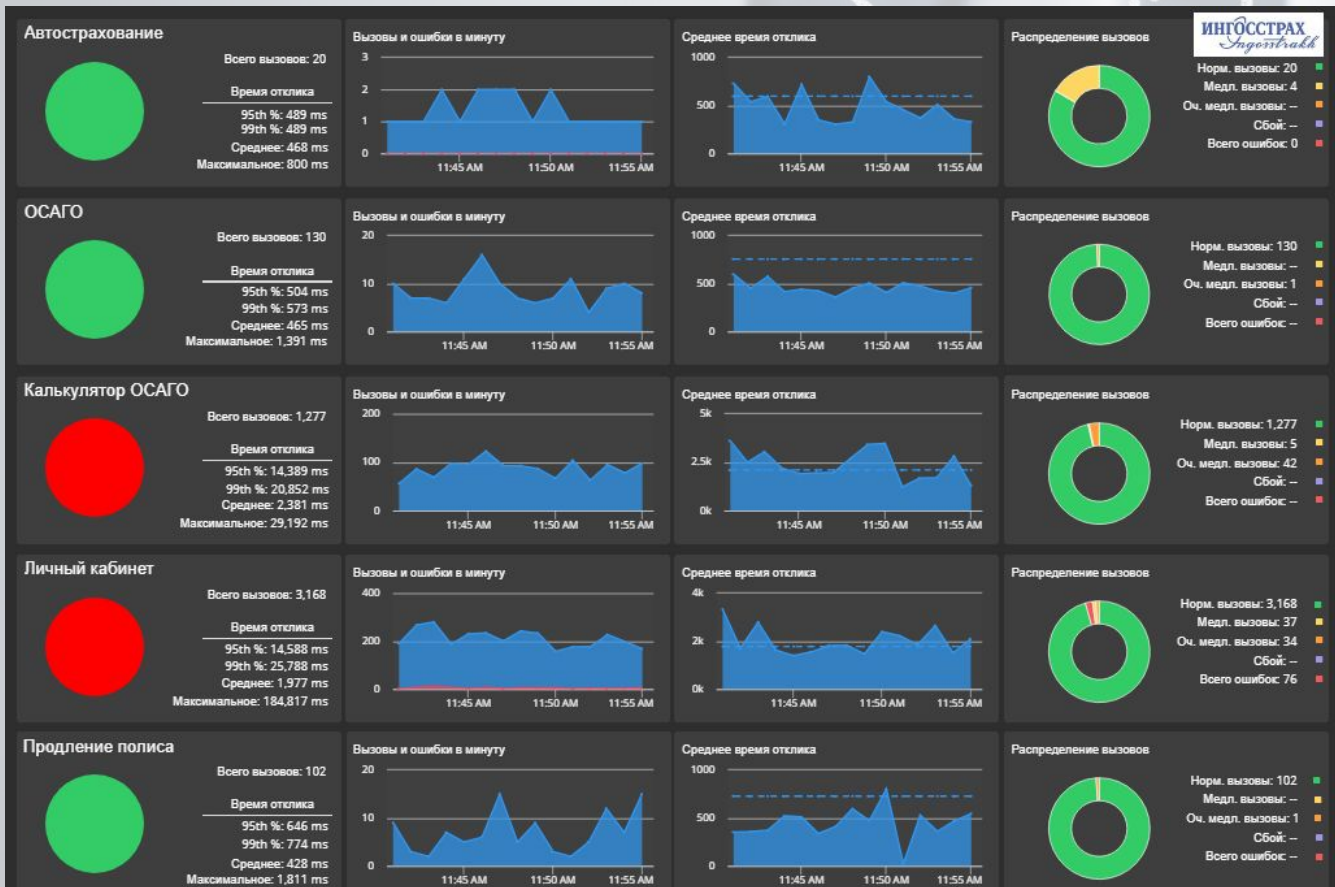 ИНГОССТРАХ
Ingosstrakh
Автострахование
Всего вызовов: 20
Время отклика
95th %: 489 ms
99th %: 489 ms
Среднее: 468 ms
Максимальное: 800 ms
Вызовы и ошибки в минуту
3
2
1
0
11:45 AM 11:50 AM 11:55 AM
Среднее время отклика
1000
500
0
11:45 AM 11:50 AM 11:55 AM
Распределение вызовов
Норм. вызовы: 20
Медл. вызовы: 4
Оч. медл. вызовы: --
Сбой: --
Всего ошибок: 0
ОСАГО
Всего вызовов: 130
Время отклика
95th %: 504 ms
99th %: 573 ms
Среднее: 465 ms
Максимальное: 1,391 ms
Вызовы и ошибки в минуту
20
10
0
11:45 AM 11:50 AM 11:55 AM
Среднее время отклика
1000
500
0
11:45 AM 11:50 AM 11:55 AM
Распределение вызовов
Норм. вызовы: 130
Медл. вызовы: --
Оч. медл. вызовы: 1
Сбой: --
Всего ошибок: --
Калькулятор ОСАГО
Всего вызовов: 1,277
Время отклика
95th %: 14,389 ms
99th %: 20,852 ms
Среднее: 2,381 ms
Максимальное: 29,192 ms
Вызовы и ошибки в минуту
200
100
0
11:45 AM 11:50 AM 11:55 AM
Среднее время отклика
5k
2.5k
0k
11:45 AM 11:50 AM 11:55 AM
Распределение вызовов
Норм. вызовы: 1,277
Медл. вызовы: 5
Оч. медл. вызовы: 42
Сбой: --
Всего ошибок: --
Личный кабинет
Всего вызовов: 3,168
Время отклика
95th %: 14,588 ms
99th %: 25,788 ms
Среднее: 1,977 ms
Максимальное: 184,817 ms
Вызовы и ошибки в минуту
400
200
0
11:45 AM 11:50 AM 11:55 AM
Среднее время отклика
4k
2k
0k
11:45 AM 11:50 AM 11:55 AM
Распределение вызовов
Норм. вызовы: 3,168
Медл. вызовы: 37
Оч. медл. вызовы: 34
Сбой: --
Всего ошибок: 76
Продление полиса
Всего вызовов: 102
Время отклика
95th %: 646 ms
99th %: 774 ms
Среднее: 428 ms
Максимальное: 1,811 ms
Вызовы и ошибки в минуту
20
10
0
11:45 AM 11:50 AM 11:55 AM
Среднее время отклика
1000
500
0
11:45 AM 11:50 AM 11:55 AM
Распределение вызовов
Норм. вызовы: 102
Медл. вызовы: --
Оч. медл. вызовы: 1
Сбой: --
Всего ошибок: --